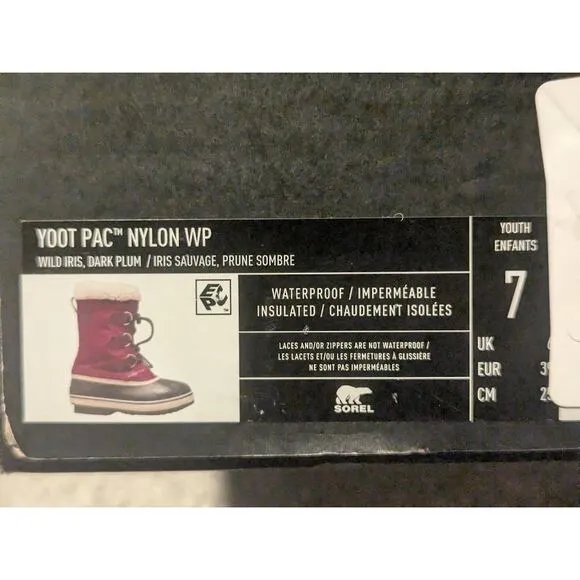 YOOT PAC™ NYLON WP
WILD IRIS, DARK PLUM / IRIS SAUVAGE, PRUNE SOMBRE
WATERPROOF / IMPERMÉABLE
INSULATED / CHAUDEMENT ISOLÉES
LACES AND/OR ZIPPERS ARE NOT WATERPROOF /
LES LACETS ET/OU LES FERMETURES À GLISSIÈRE
NE SONT PAS IMPERMÉABLES
SOREL
YOUTH
ENFANTS
7
UK
EUR
CM